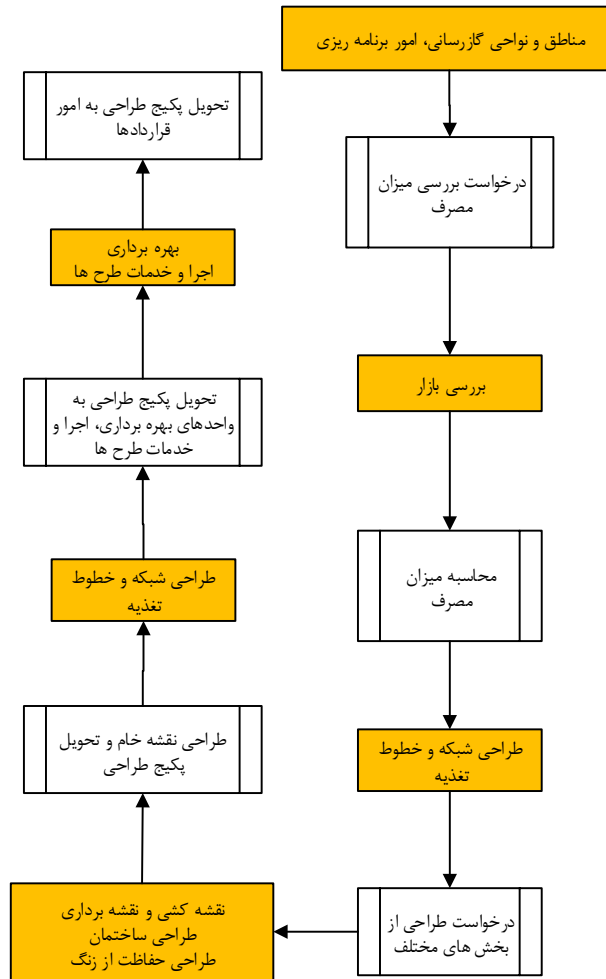 مناطق و نواحی گازرسانی، امور برنامه ریزی
درخواست بررسی میزان
مصرف
بررسی بازار
محاسبه میزان
مصرف
طراحی شبکه و خطوط
تغذیه
درخواست طراحی از
بخش های مختلف
نقشه کشی و نقشه برداری
طراحی ساختمان
طراحی حفاظت از زنگ
طراحی نقشه خام و تحویل
پکیج طراحی
طراحی شبکه و خطوط
تغذیه
تحویل پکیج طراحی به
واحدهای بهره برداری، اجرا و
خدمات طرح ها
بهره برداری
اجرا و خدمات طرح ها
تحویل پکیج طراحی به امور
قراردادها